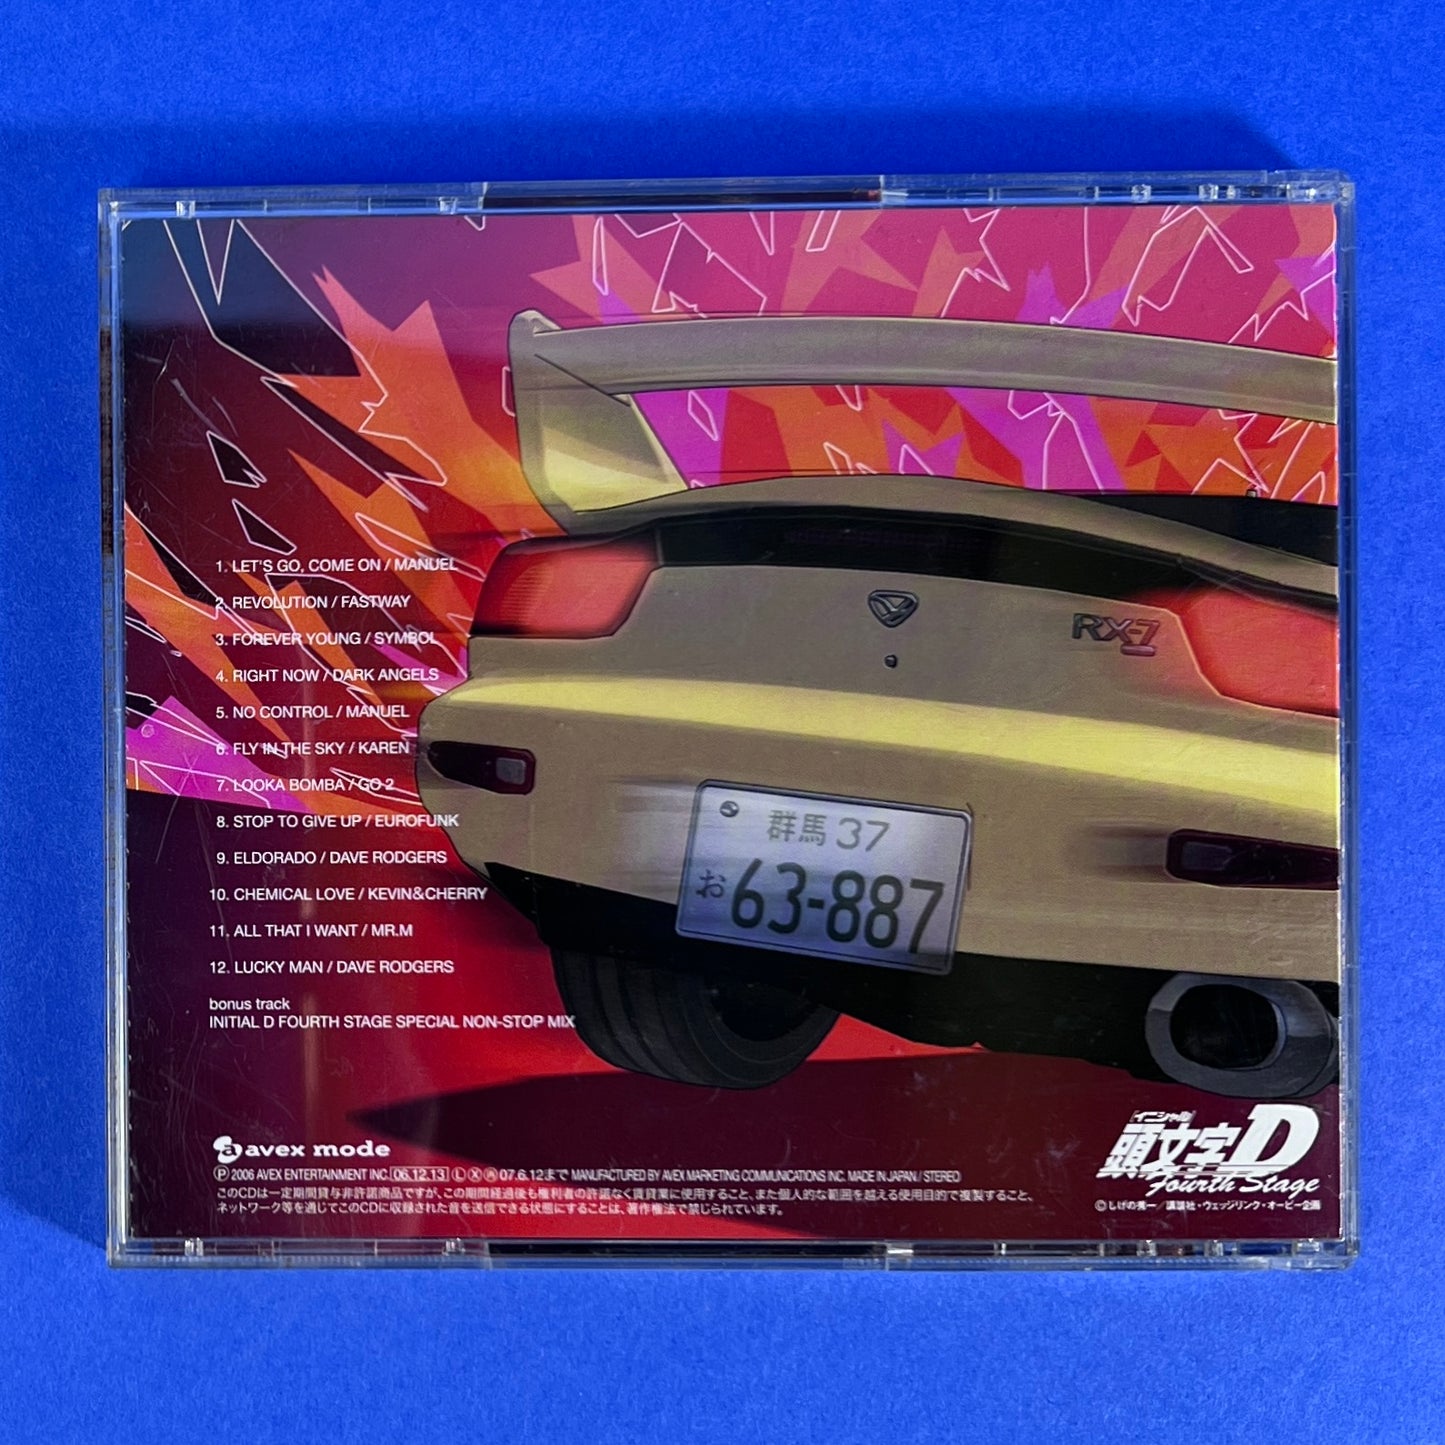 1. LET'S GO, COME ON / MANUEL
2. REVOLUTION / FASTWAY
3. FOREVER YOUNG / SYMBOL
4. RIGHT NOW / DARK ANGELS
5. NO CONTROL / MANUEL
6. FLY IN THE SKY / KAREN
7. LOOKA BOMBA / GO 2
8. STOP TO GIVE UP / EUROFUNK
9. ELDORADO / DAVE RODGERS
10. CHEMICAL LOVE / KEVIN&CHERRY
11. ALL THAT I WANT / MR.M
12. LUCKY MAN / DAVE RODGERS
bonus track
INITIAL D FOURTH STAGE SPECIAL NON-STOP MIX
RX-7
群馬 37
お 63-887
a avex mode
Ⓟ 2006 AVEX ENTERTAINMENT INC. 06.12.13 Ⓛ Ⓧ Ⓡ 07.6.12まで MANUFACTURED BY AVEX MARKETING COMMUNICATIONS INC. MADE IN JAPAN / STEREO
このCDは一定期間貸与非許諾商品ですが、この期間経過後も権利者の許諾なく賃貸業に使用すること、また個人的な範囲を越える使用目的で複製すること、
ネットワーク等を通じてこのCDに収録された音を送信できる状態にすることは、著作権法で禁じられています。
イニシャル
頭文字D
Fourth Stage
©しげの秀一／講談社・ウェッジリンク・オービー企画